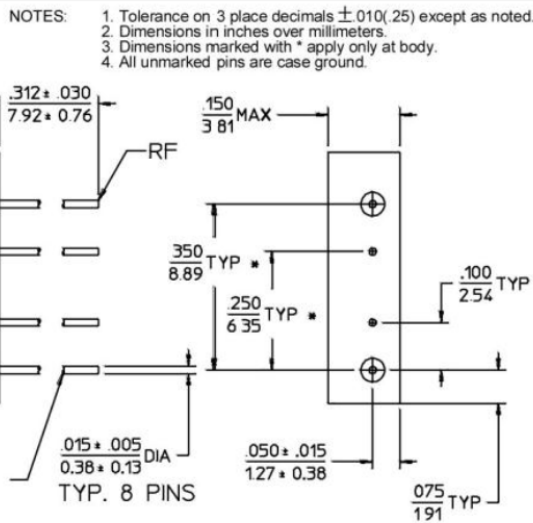 NOTES: 1. Tolerance on 3 place decimals ±.010(.25) except as noted.
2. Dimensions in inches over millimeters.
3. Dimensions marked with * apply only at body.
4. All unmarked pins are case ground.
.312± .030
7.92± 0.76
RF
.150
3 81
MAX
350
8.89
TYP *
.250
6 35
TYP *
.100
2.54
TYP
.015± .005
0.38± 0.13
DIA
TYP. 8 PINS
.050± .015
1.27± 0.38
075
1 91
TYP